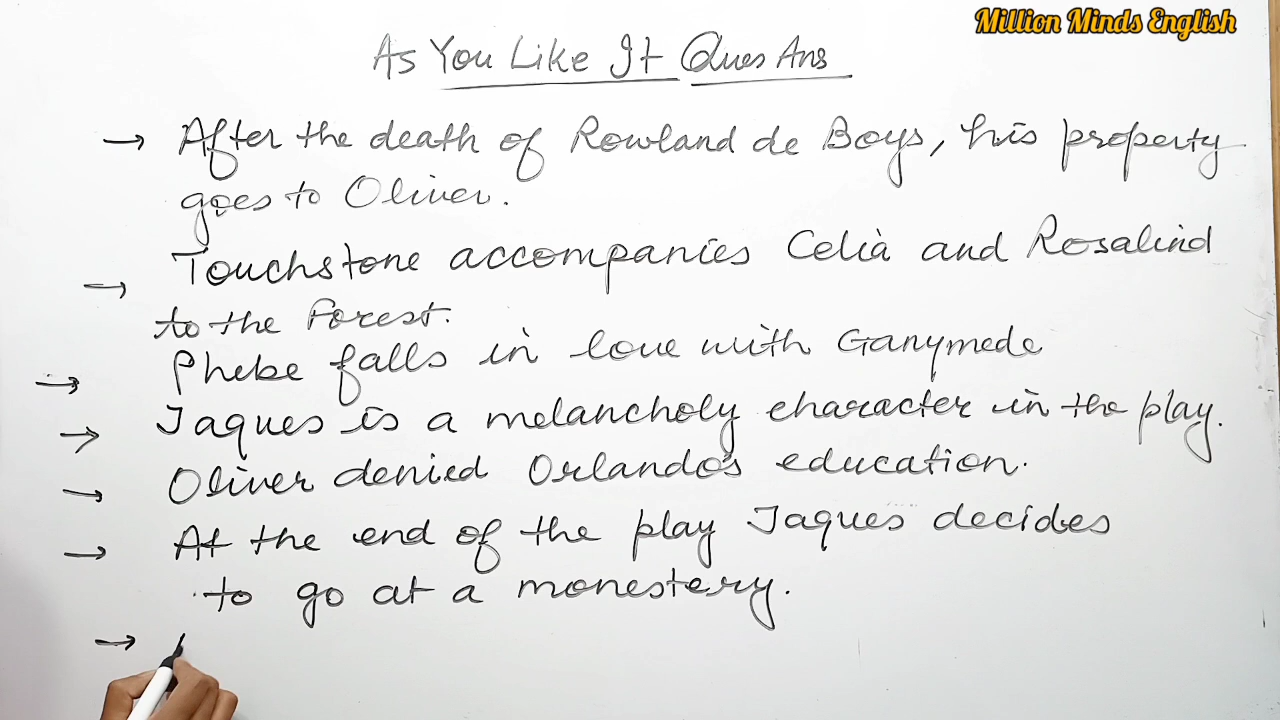 Million Minds English
As You Like It Ques Ans
→ After the death of Rowland de Boys, his property
goes to Oliver.
→ Touchstone accompanies Celia and Rosalind
to the Forest.
→ Phebe falls in love with Ganymede
→ Jaques is a melancholy character in the play.
→ Oliver denied Orlando's education.
→ At the end of the play Jaques decides
to go at a monestery.
→